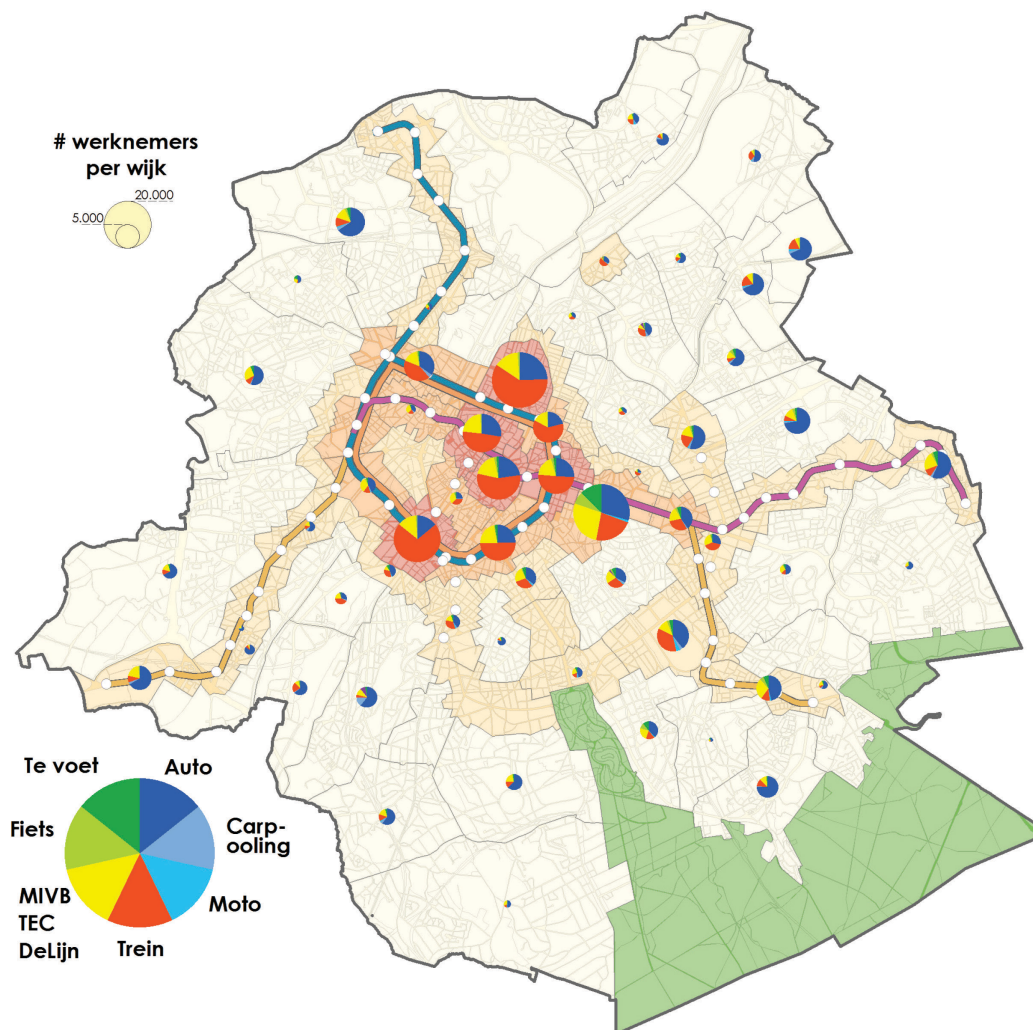 # werknemers
per wijk
20.000
5.000
Te voet
Auto
Fiets
Carp-
ooling
MIVB
TEC
DeLijn
Moto
Trein